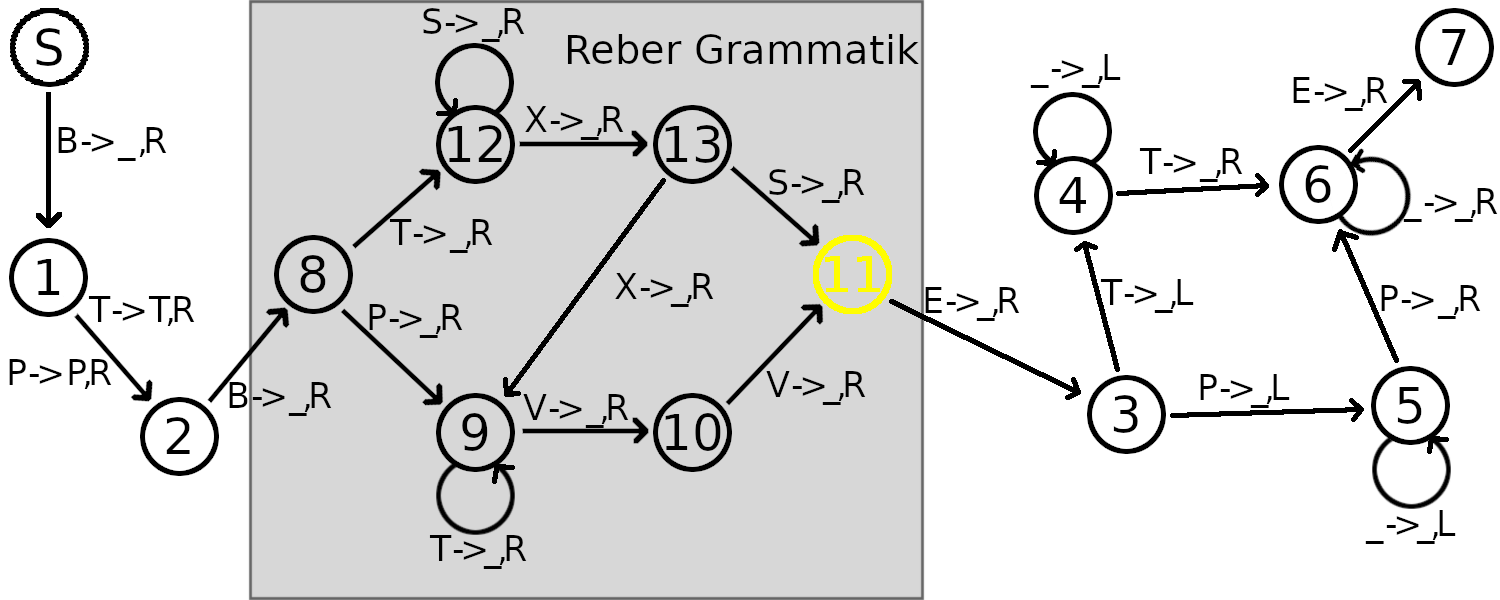 S
B->_,R
1
T->T,R
P->P,R
2
B->_,R
Reber Grammatik
8
T->_,R
P->_,R
S->_,R
12
X->_,R
13
S->_,R
X->_,R
11
9
T->_,R
V->_,R
10
V->_,R
E->_,R
3
T->_,L
P->_,L
4
_->_,L
T->_,R
5
_->_,L
P->_,R
6
_->_,R
E->_,R
7